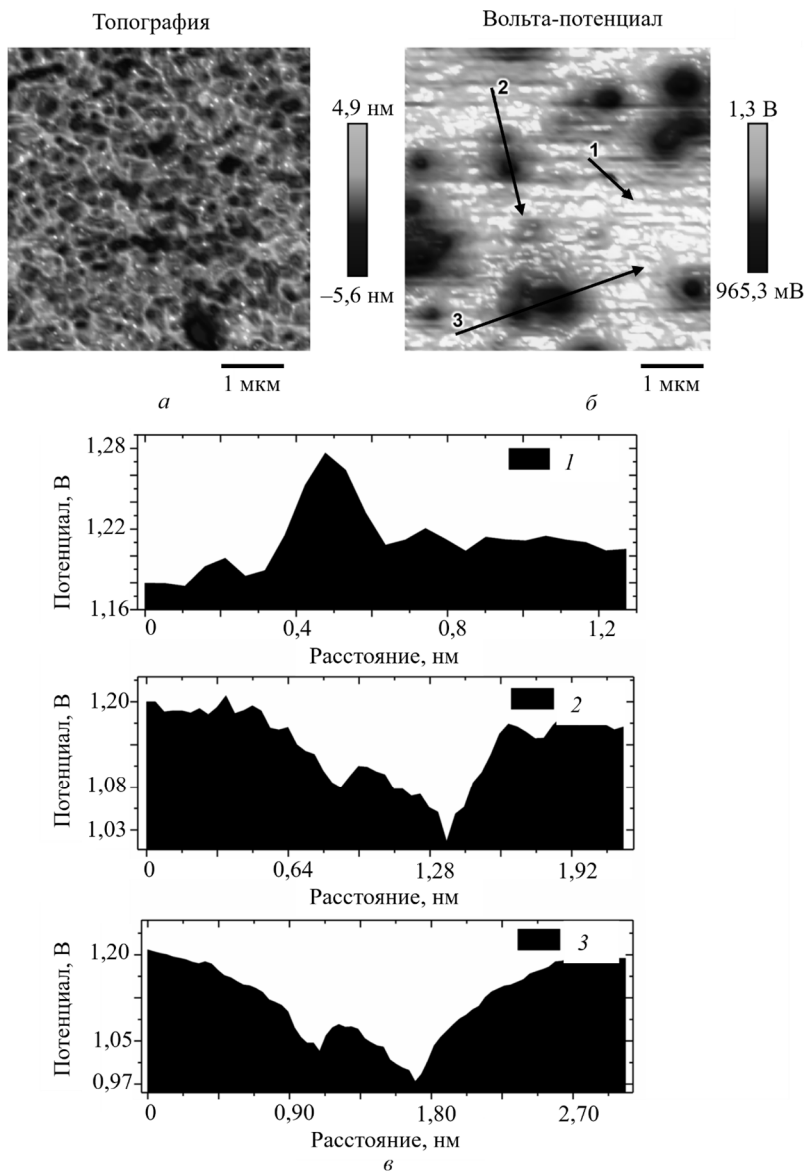 Топография
Вольта-потенциал
4,9 нм
–5,6 нм
2
1
3
1,3 В
965,3 мВ
1 мкм
1 мкм
а
б
Потенциал, В
1,28
1,22
1,16
1
0
0,4
0,8
1,2
Расстояние, нм
Потенциал, В
1,20
1,08
1,03
2
0
0,64
1,28
1,92
Расстояние, нм
Потенциал, В
1,20
1,05
0,97
3
0
0,90
1,80
2,70
Расстояние, нм
в